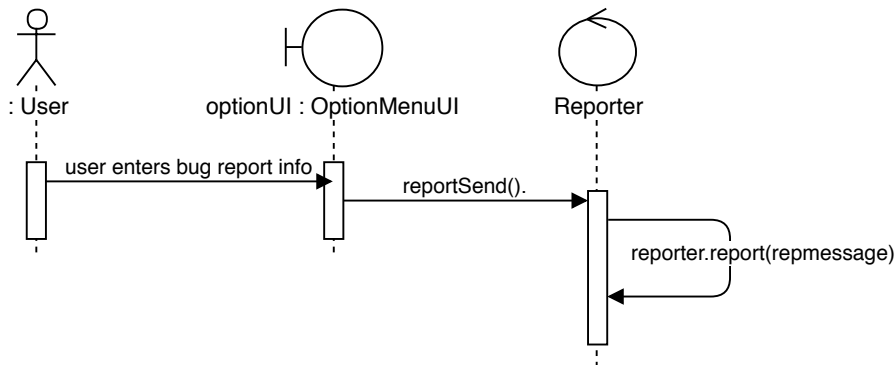 : User
optionUI : OptionMenuUI
Reporter
user enters bug report info
reportSend().
reporter.report(repmessage)